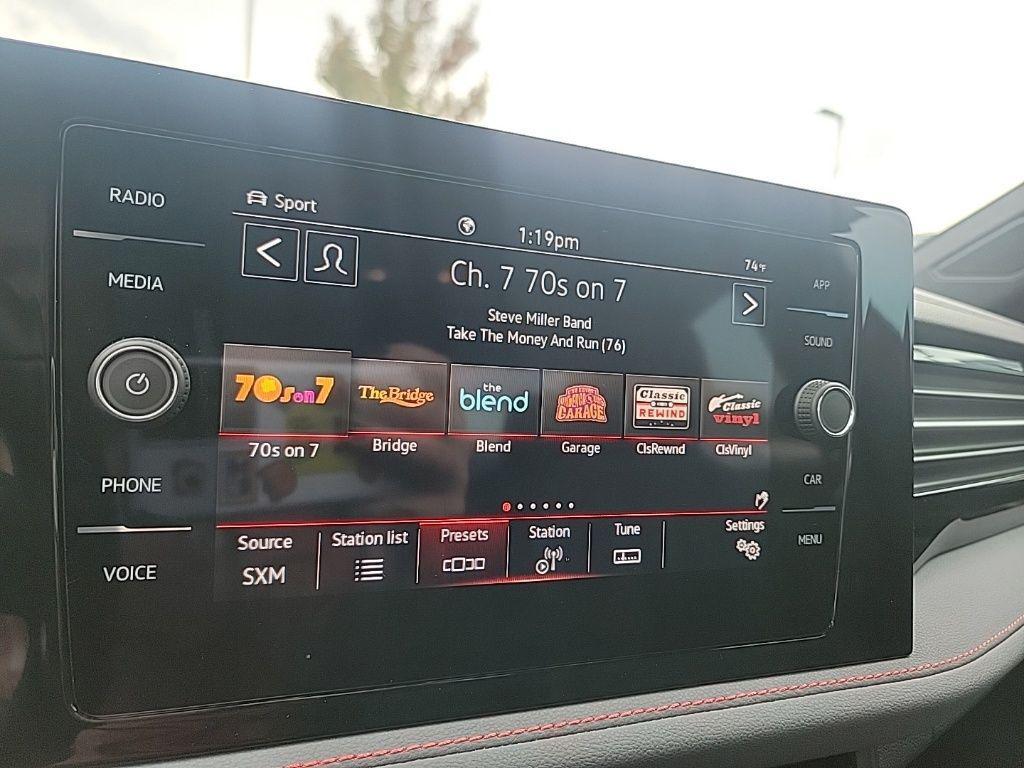 RADIO
MEDIA
PHONE
VOICE
Sport
1:19pm
74°F
Ch. 7 70s on 7
Steve Miller Band
Take The Money And Run (76)
70s on 7
The Bridge
the blend
GARAGE
Classic REWIND
Classic vinyl
70s on 7
Bridge
Blend
Garage
ClsRewnd
ClsVinyl
Source
SXM
Station list
Presets
Station
Tune
Settings
APP
SOUND
CAR
MENU